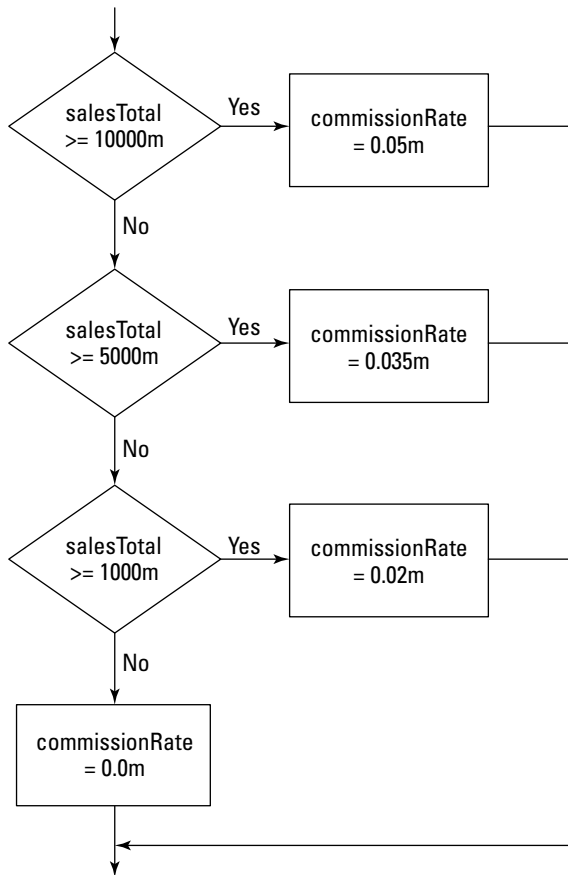 salesTotal
>= 10000m
Yes
commissionRate
= 0.05m
No
salesTotal
>= 5000m
Yes
commissionRate
= 0.035m
No
salesTotal
>= 1000m
Yes
commissionRate
= 0.02m
No
commissionRate
= 0.0m